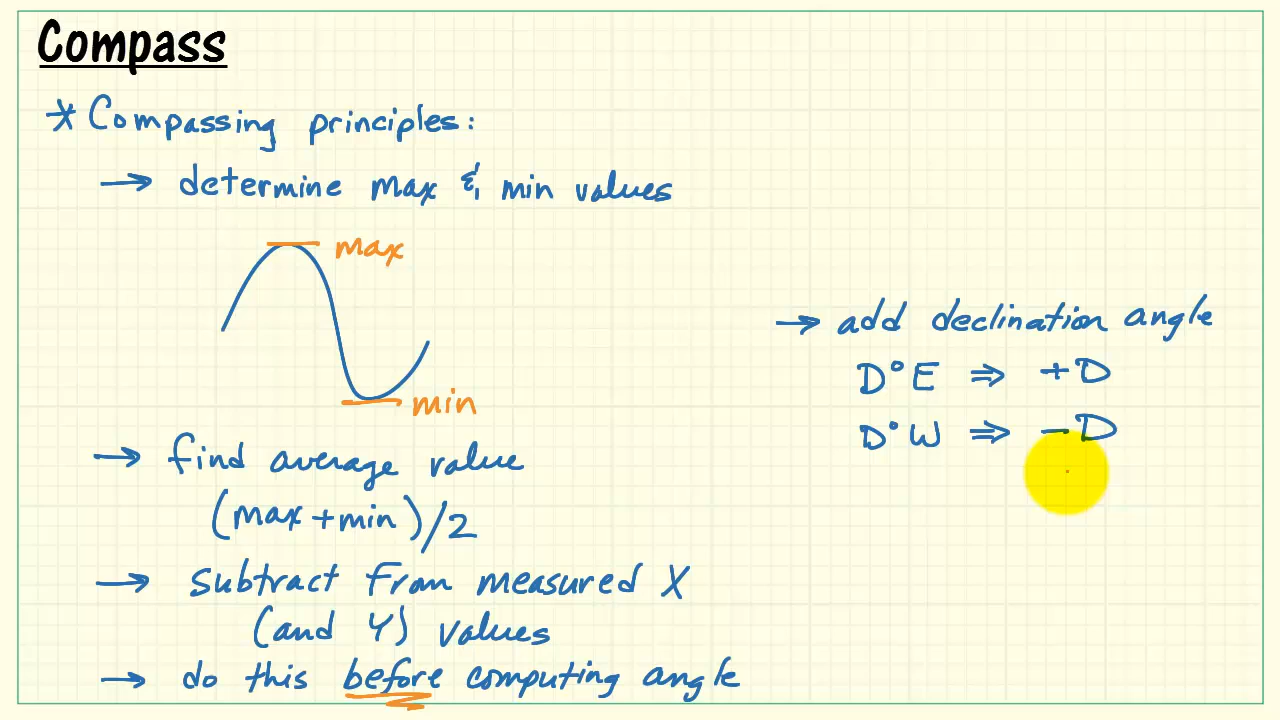 Compass
* Compassing principles:
→ determine max & min values
max
min
→ find average value
(max+min)/2
→ subtract from measured X
(and Y) values
→ do this before computing angle
→ add declination angle
D°E ⇒ +D
D°W ⇒ -D